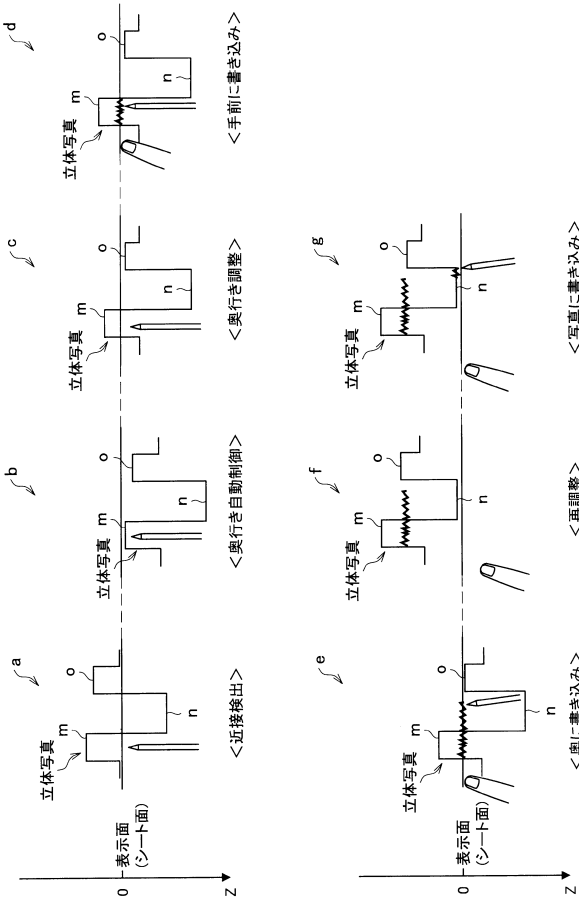 a
立体写真
m
o
n
0
表示面
(シート面)
Z
<近接検出>
b
立体写真
m
o
n
<奥行き自動制御>
c
立体写真
m
o
n
<奥行き調整>
d
立体写真
m
o
n
<手前に書き込み>
e
立体写真
m
o
n
0
表示面
(シート面)
Z
<奥に書き込み>
f
立体写真
m
o
n
<再調整>
g
立体写真
m
o
n
<写真に書き込み>